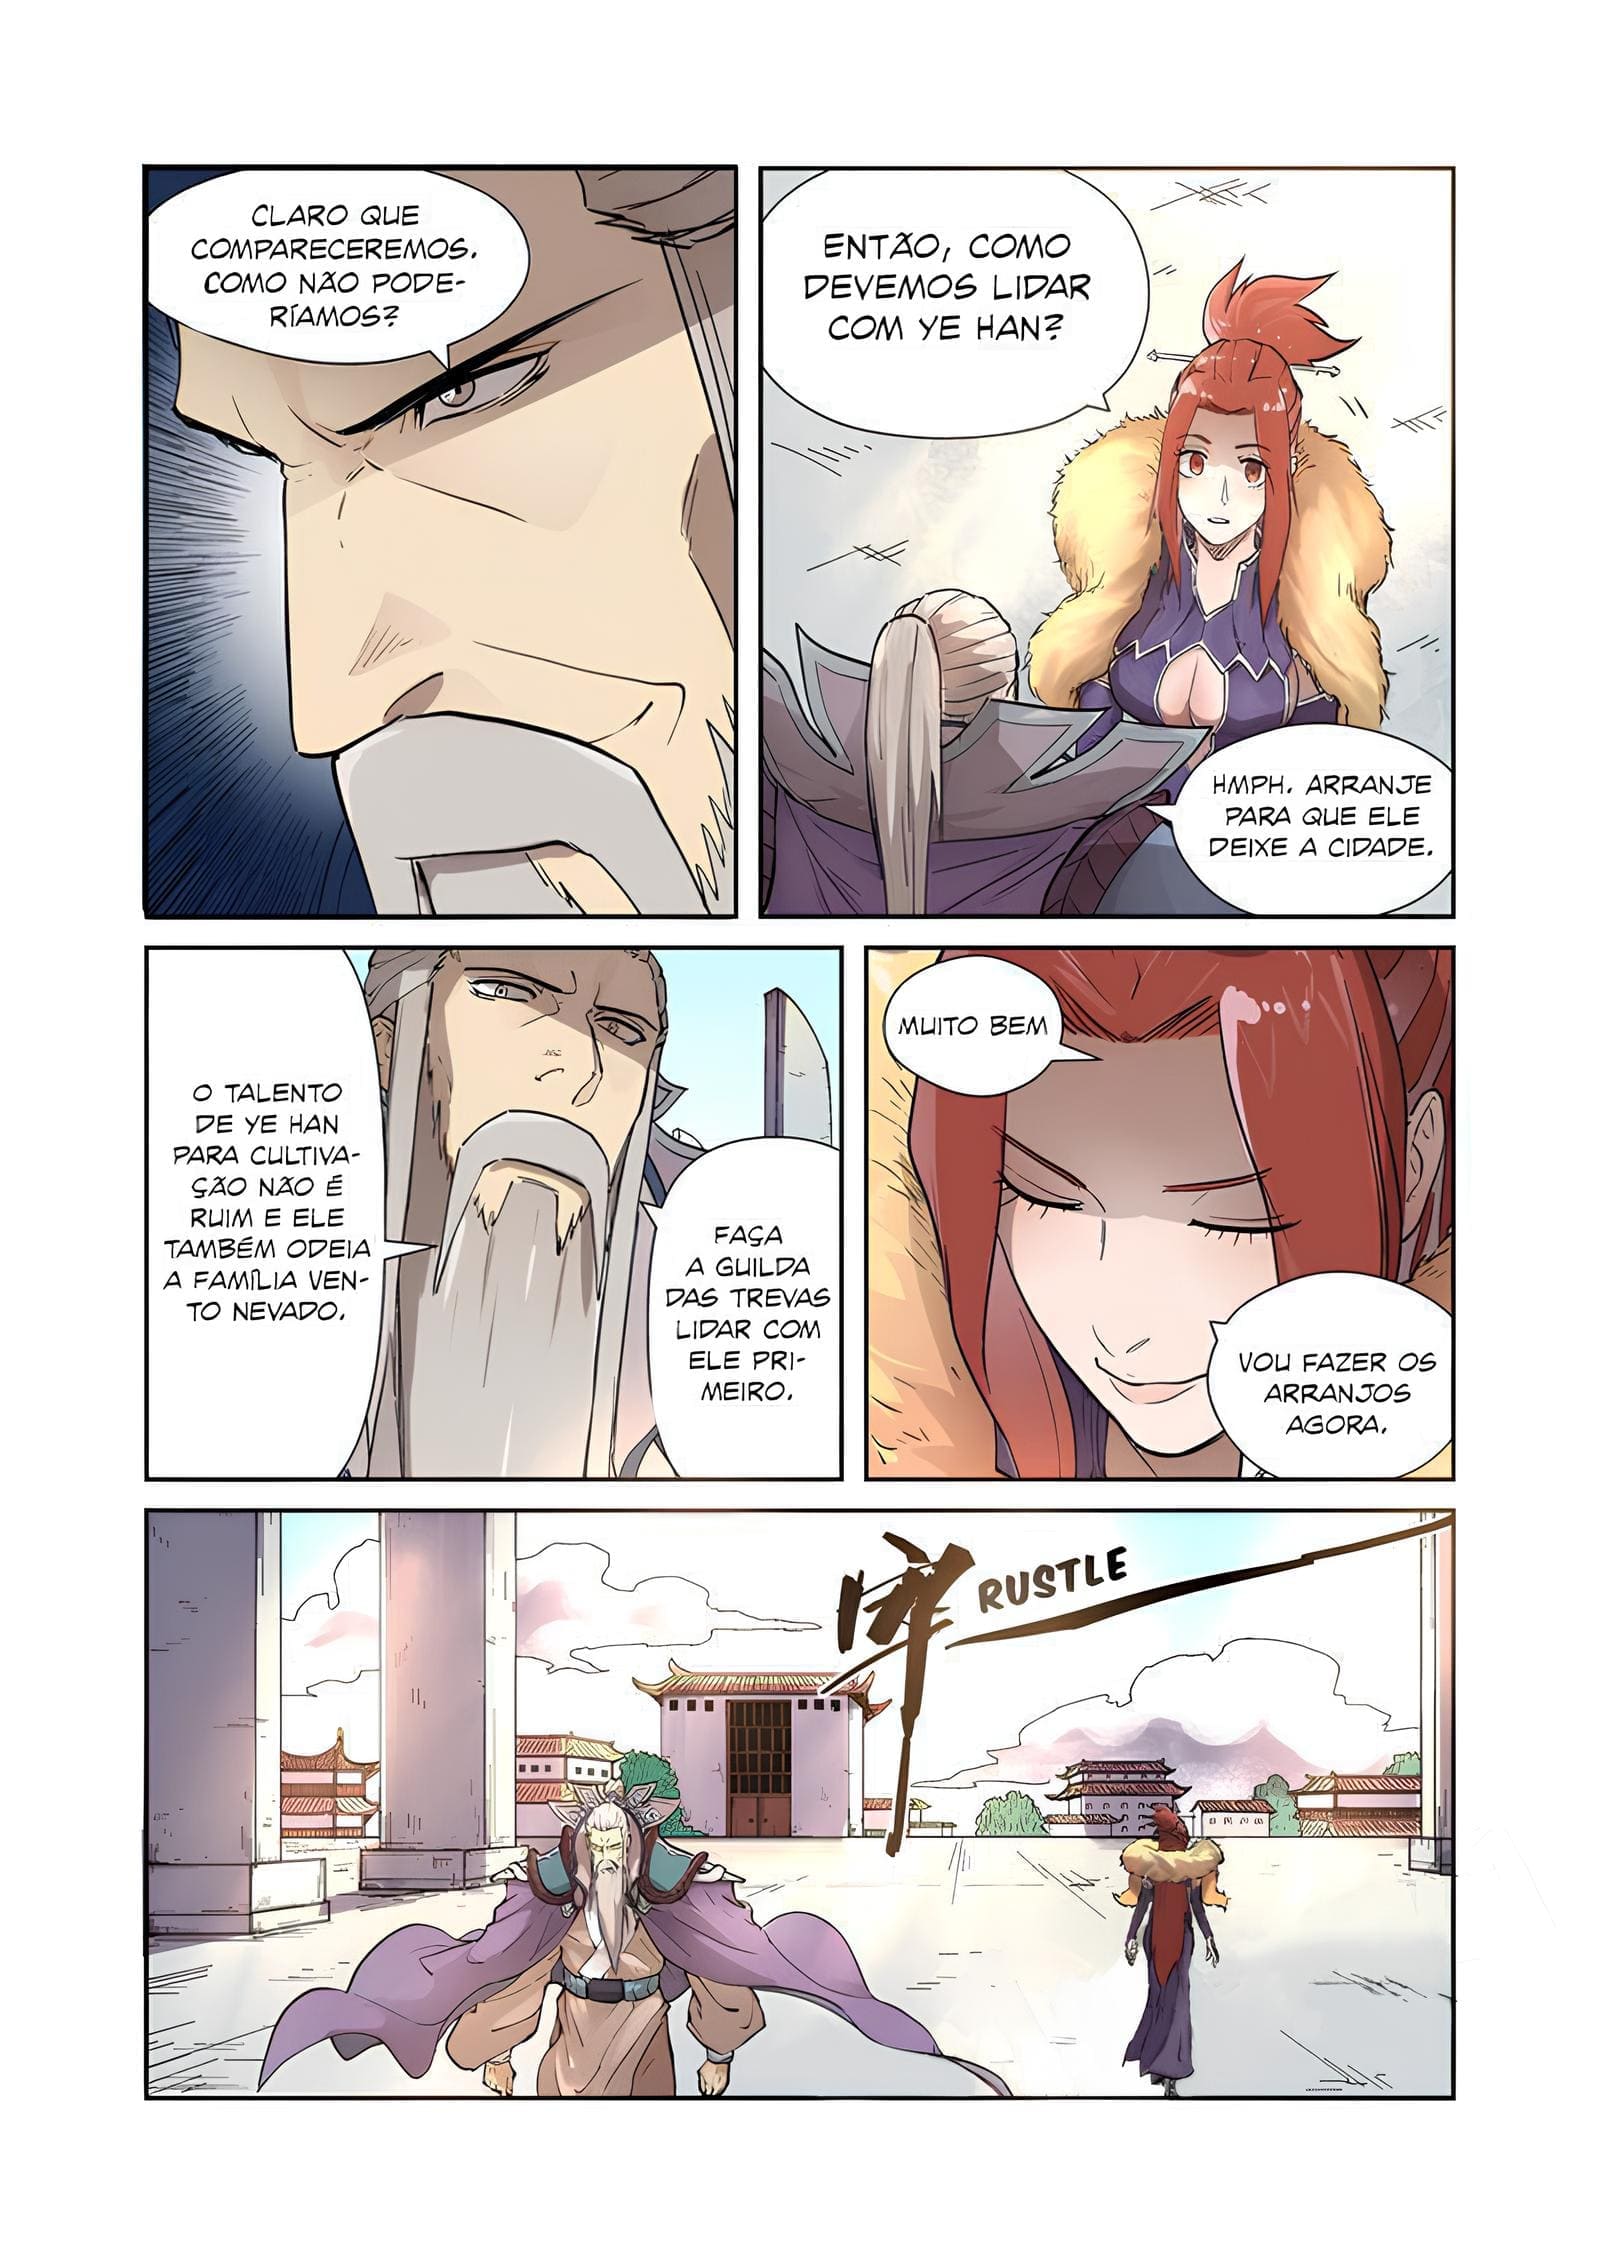 CLARO QUE
COMPARECEREMOS.
COMO NÃO PODE-
RÍAMOS?
ENTÃO, COMO
DEVEMOS LIDAR
COM YE HAN?
HMPH. ARRANJE
PARA QUE ELE
DEIXE A CIDADE.
O TALENTO
DE YE HAN
PARA CULTIVA-
ÇÃO NÃO É
RUIM E ELE
TAMBÉM ODEIA
A FAMÍLIA VEN-
TO NEVADO.
FAÇA
A GUILDA
DAS TREVAS
LIDAR COM
ELE PRI-
MEIRO.
MUITO BEM
VOU FAZER OS
ARRANJOS
AGORA.
RUSTLE